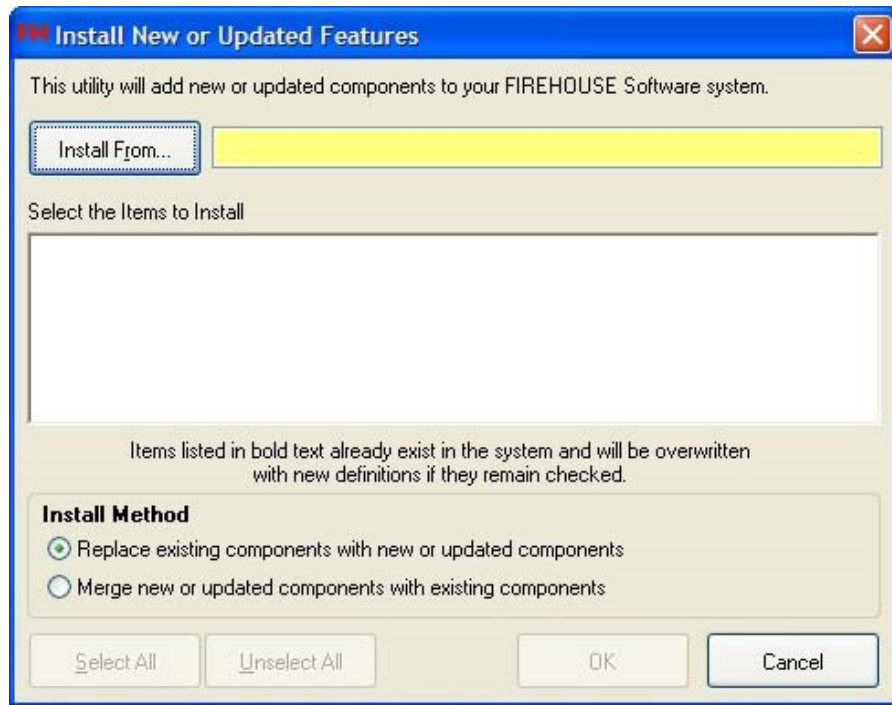 Install New or Updated Features
This utility will add new or updated components to your FIREHOUSE Software system.
Install From...
Select the Items to Install
Items listed in bold text already exist in the system and will be overwritten
with new definitions if they remain checked.
Install Method
Replace existing components with new or updated components
Merge new or updated components with existing components
Select All
Unselect All
OK
Cancel